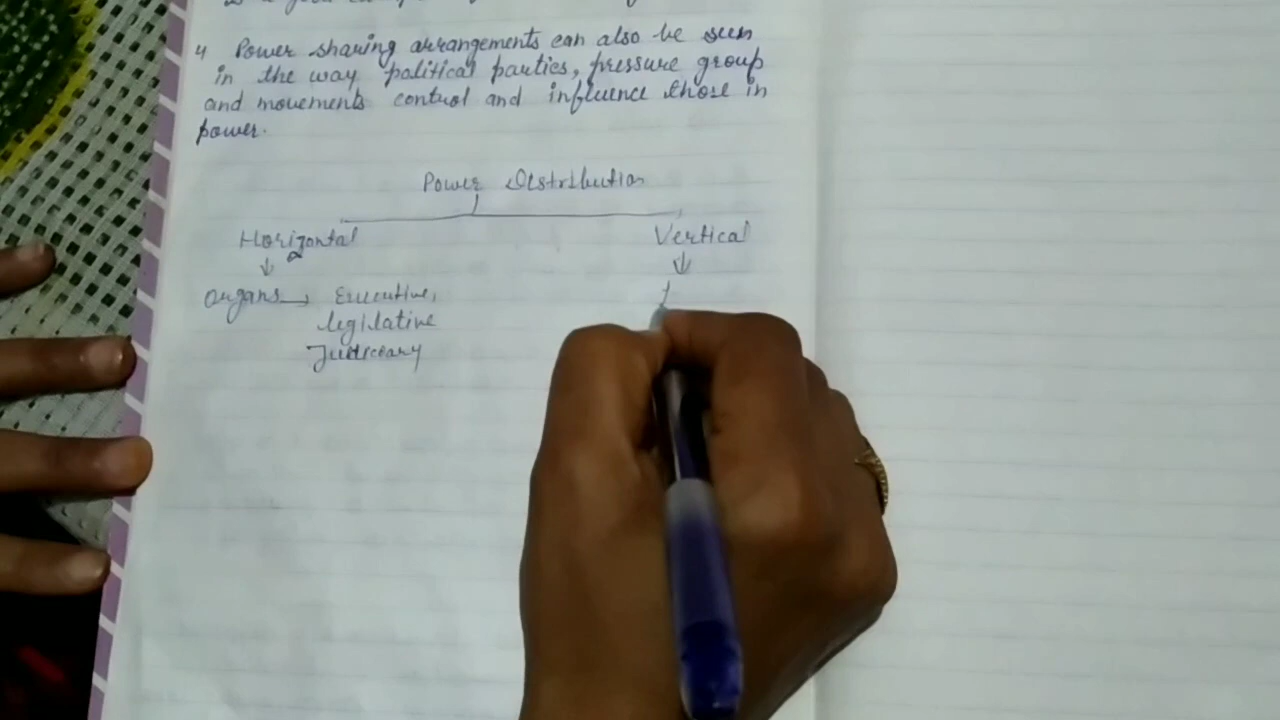 4 Power sharing arrangements can also be seen
in the way political parties, pressure group
and movements control and influence those in
power.
Power Distribution
Horizontal Vertical
Organs → Executive,
legislative
Judiciary